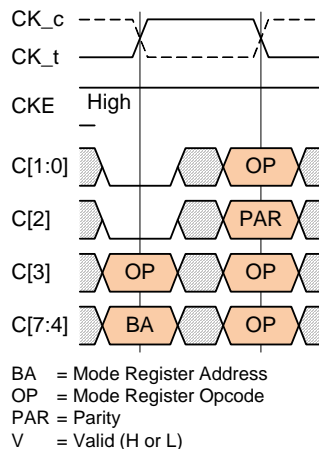 CK_c
CK_t
CKE High
C[1:0] OP
C[2] PAR
C[3] OP OP
C[7:4] BA OP
BA = Mode Register Address
OP = Mode Register Opcode
PAR = Parity
V = Valid (H or L)